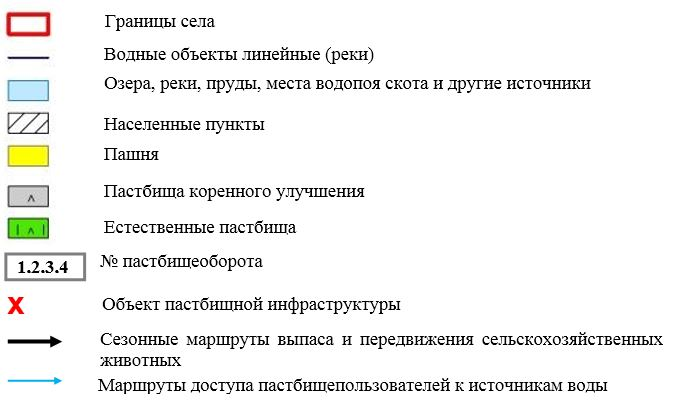 Границы села
Водные объекты линейные (реки)
Озера, реки, пруды, места водопоя скота и другие источники
Населенные пункты
Пашня
Пастбища коренного улучшения
Естественные пастбища
1.2.3.4 № пастбищеоборота
X Объект пастбищной инфраструктуры
Сезонные маршруты выпаса и передвижения сельскохозяйственных
животных
Маршруты доступа пастбищепользователей к источникам воды